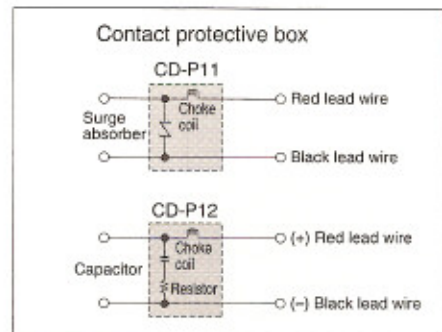 Contact protective box
CD-P11
Choke
coil
Surge
absorber
Red lead wire
Black lead wire
CD-P12
Choke
coil
Capacitor
Resistor
(+) Red lead wire
(−) Black lead wire